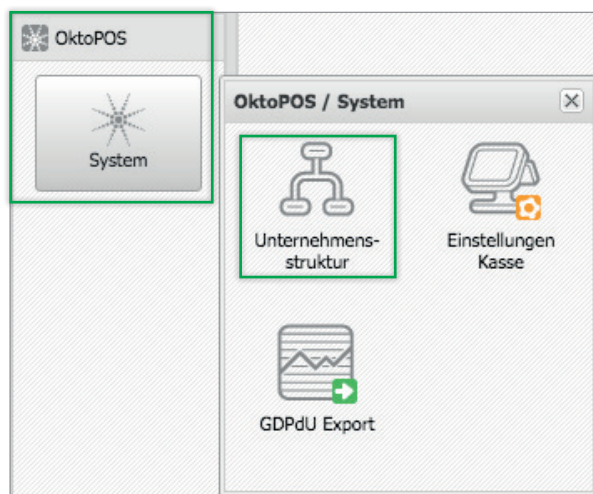 OktoPOS
System
OktoPOS / System
Unternehmens-
struktur
Einstellungen
Kasse
GDPdU Export